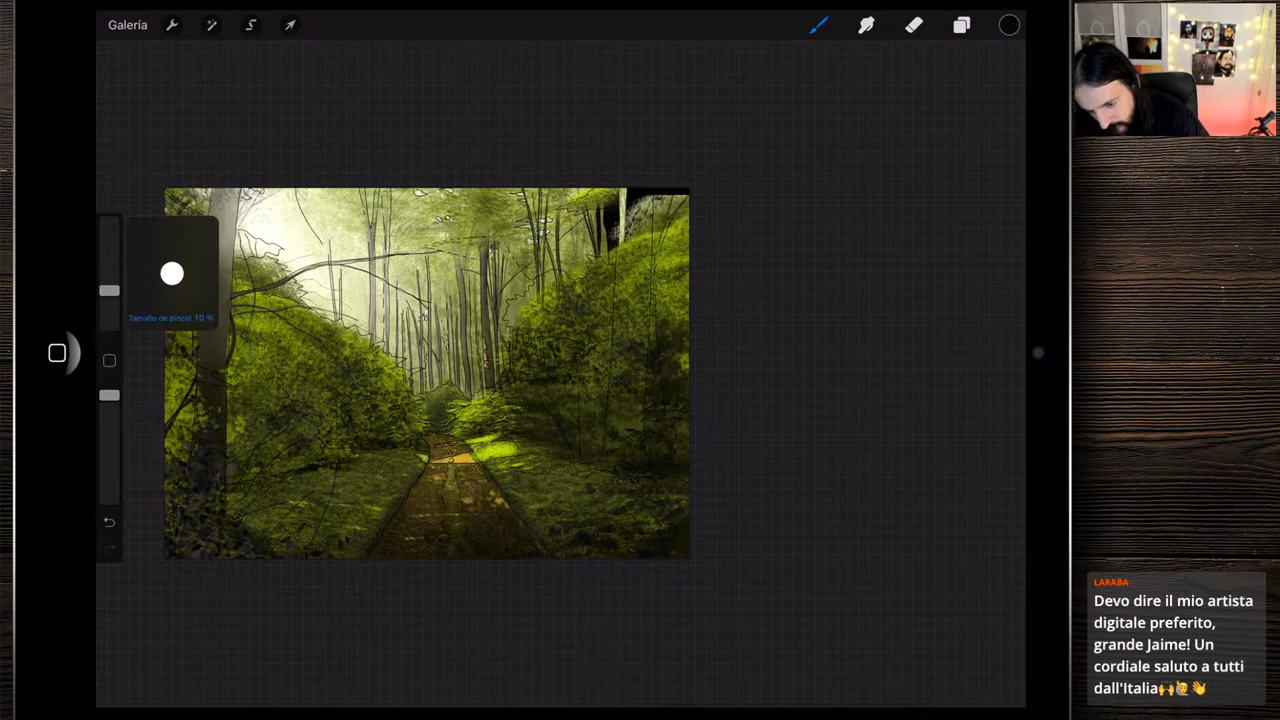 Galería
Tamaño de pincel 10 %
LARABA
Devo dire il mio artista
digitale preferito,
grande Jaime! Un
cordiale saluto a tutti
dall'Italia🙌🙋👋